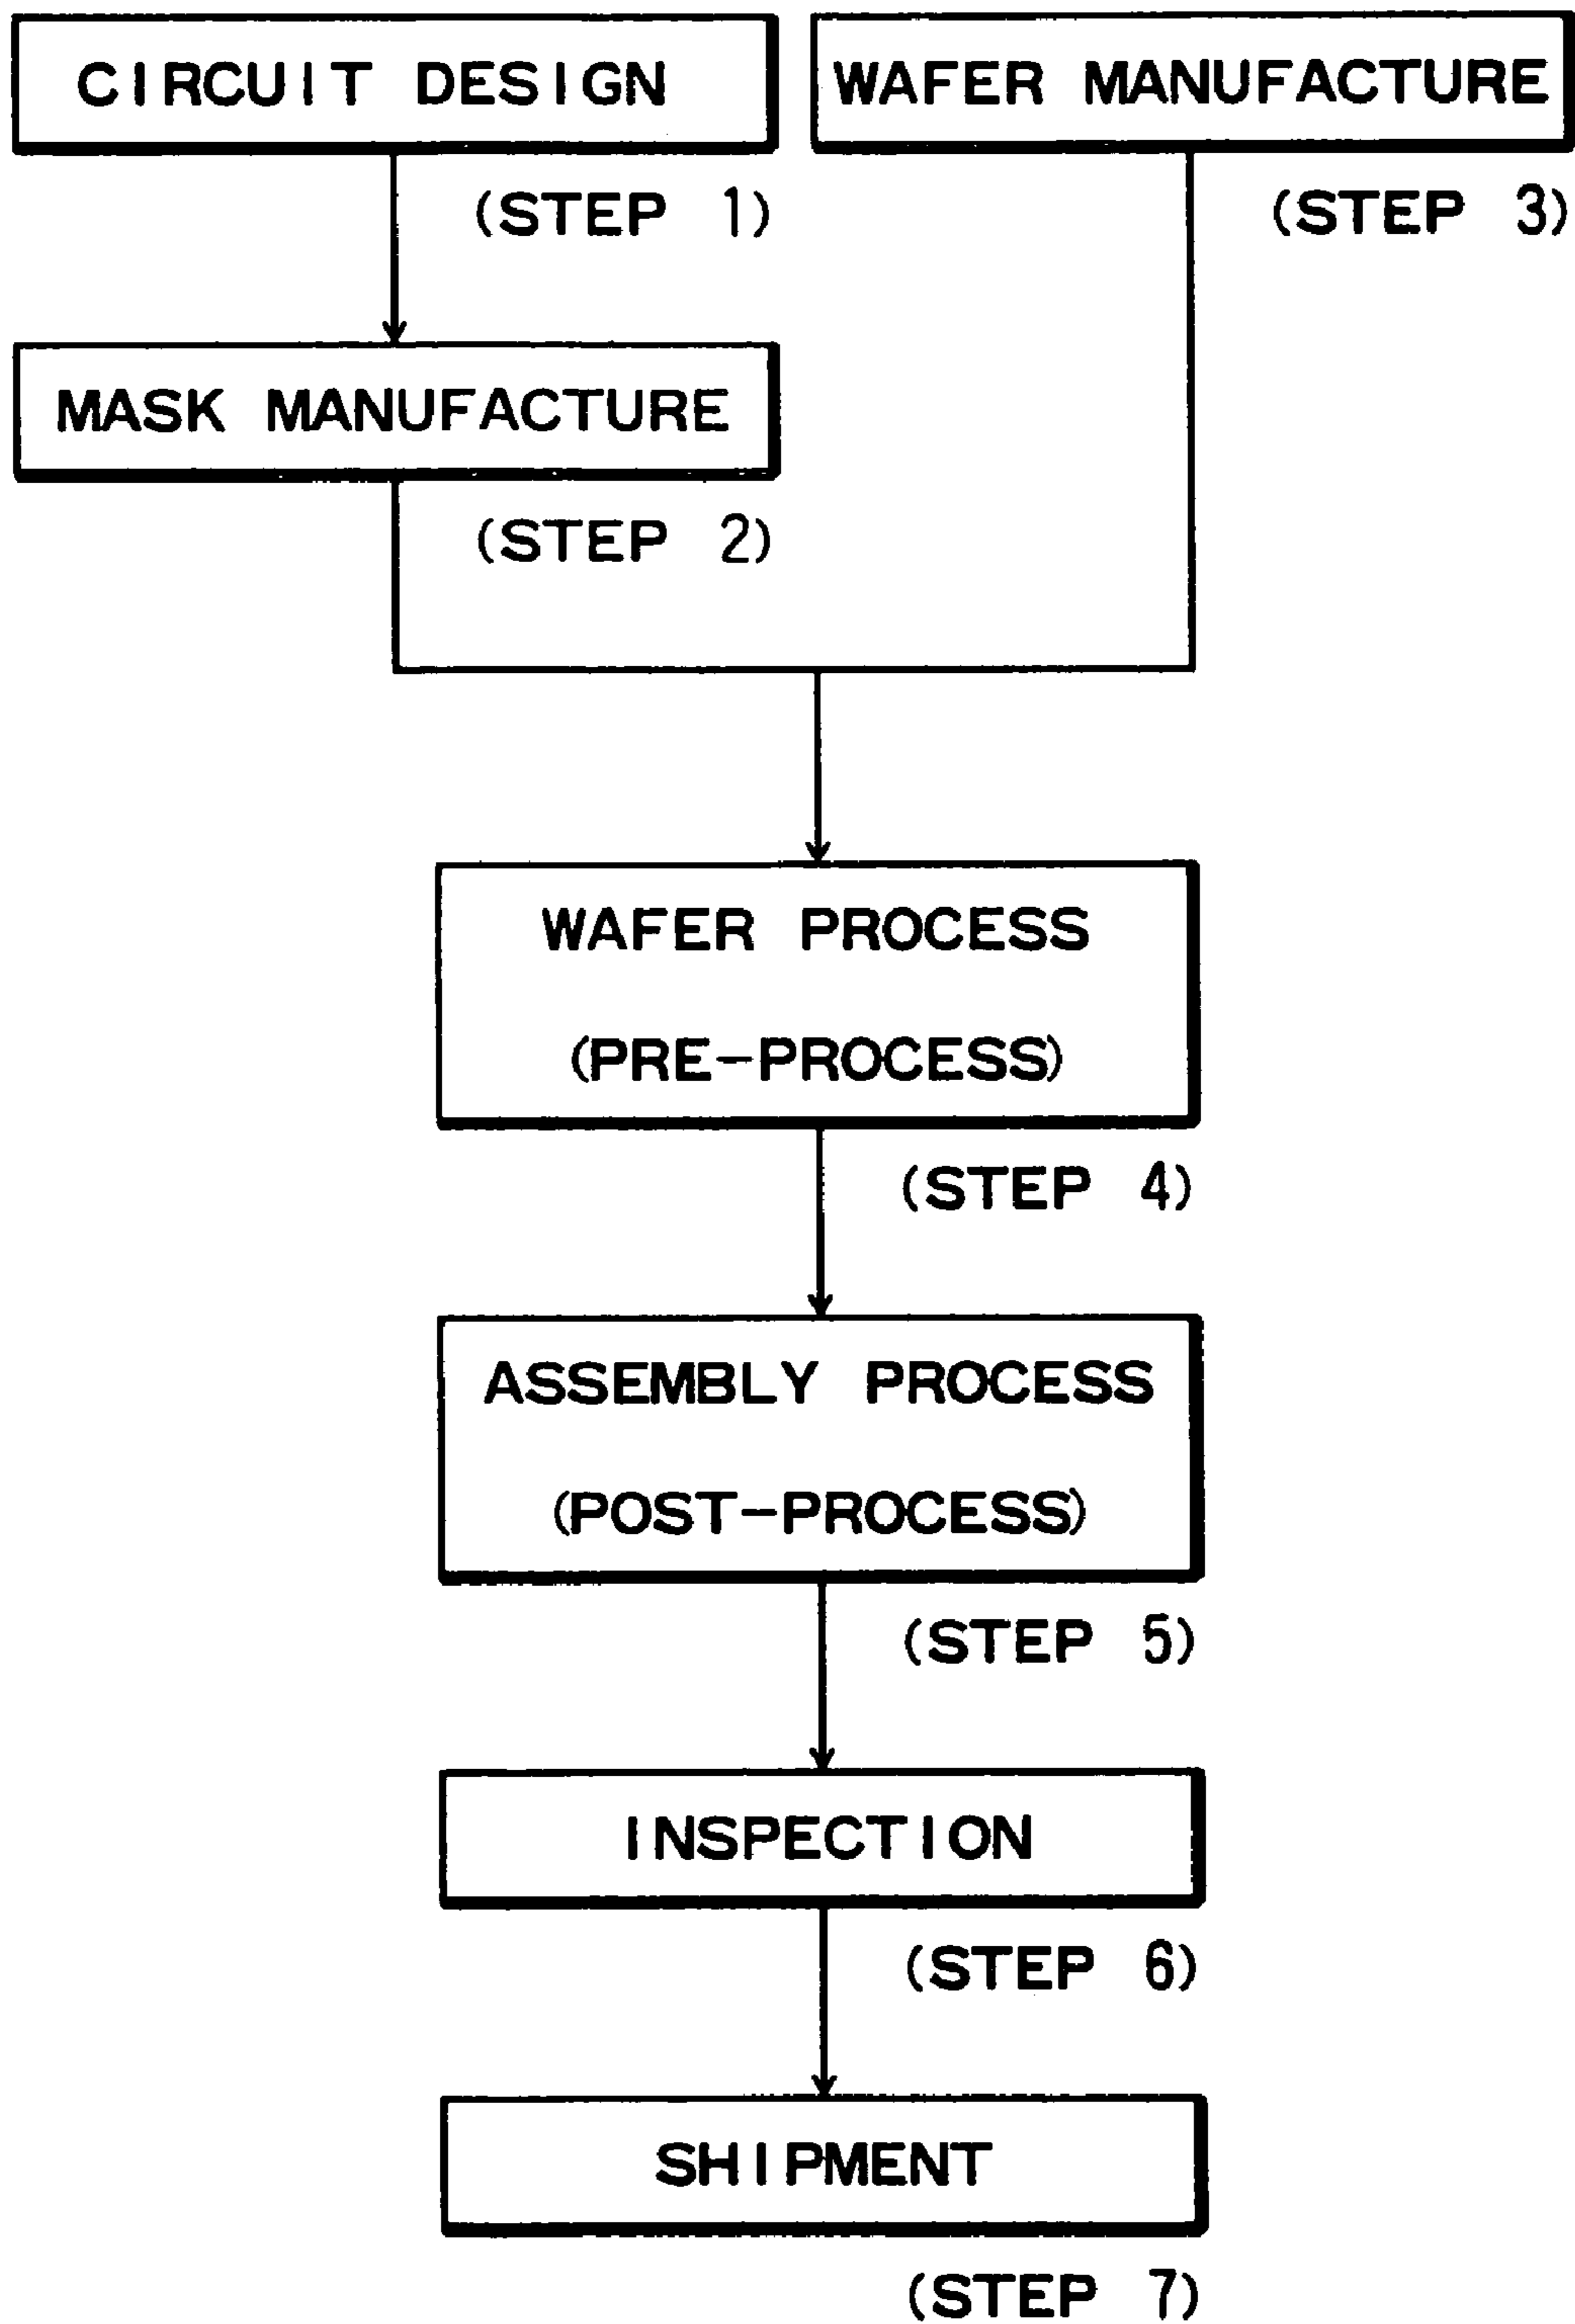 CIRCUIT DESIGN
(STEP 1)
WAFER MANUFACTURE
(STEP 3)
MASK MANUFACTURE
(STEP 2)
WAFER PROCESS
(PRE-PROCESS)
(STEP 4)
ASSEMBLY PROCESS
(POST-PROCESS)
(STEP 5)
INSPECTION
(STEP 6)
SHIPMENT
(STEP 7)